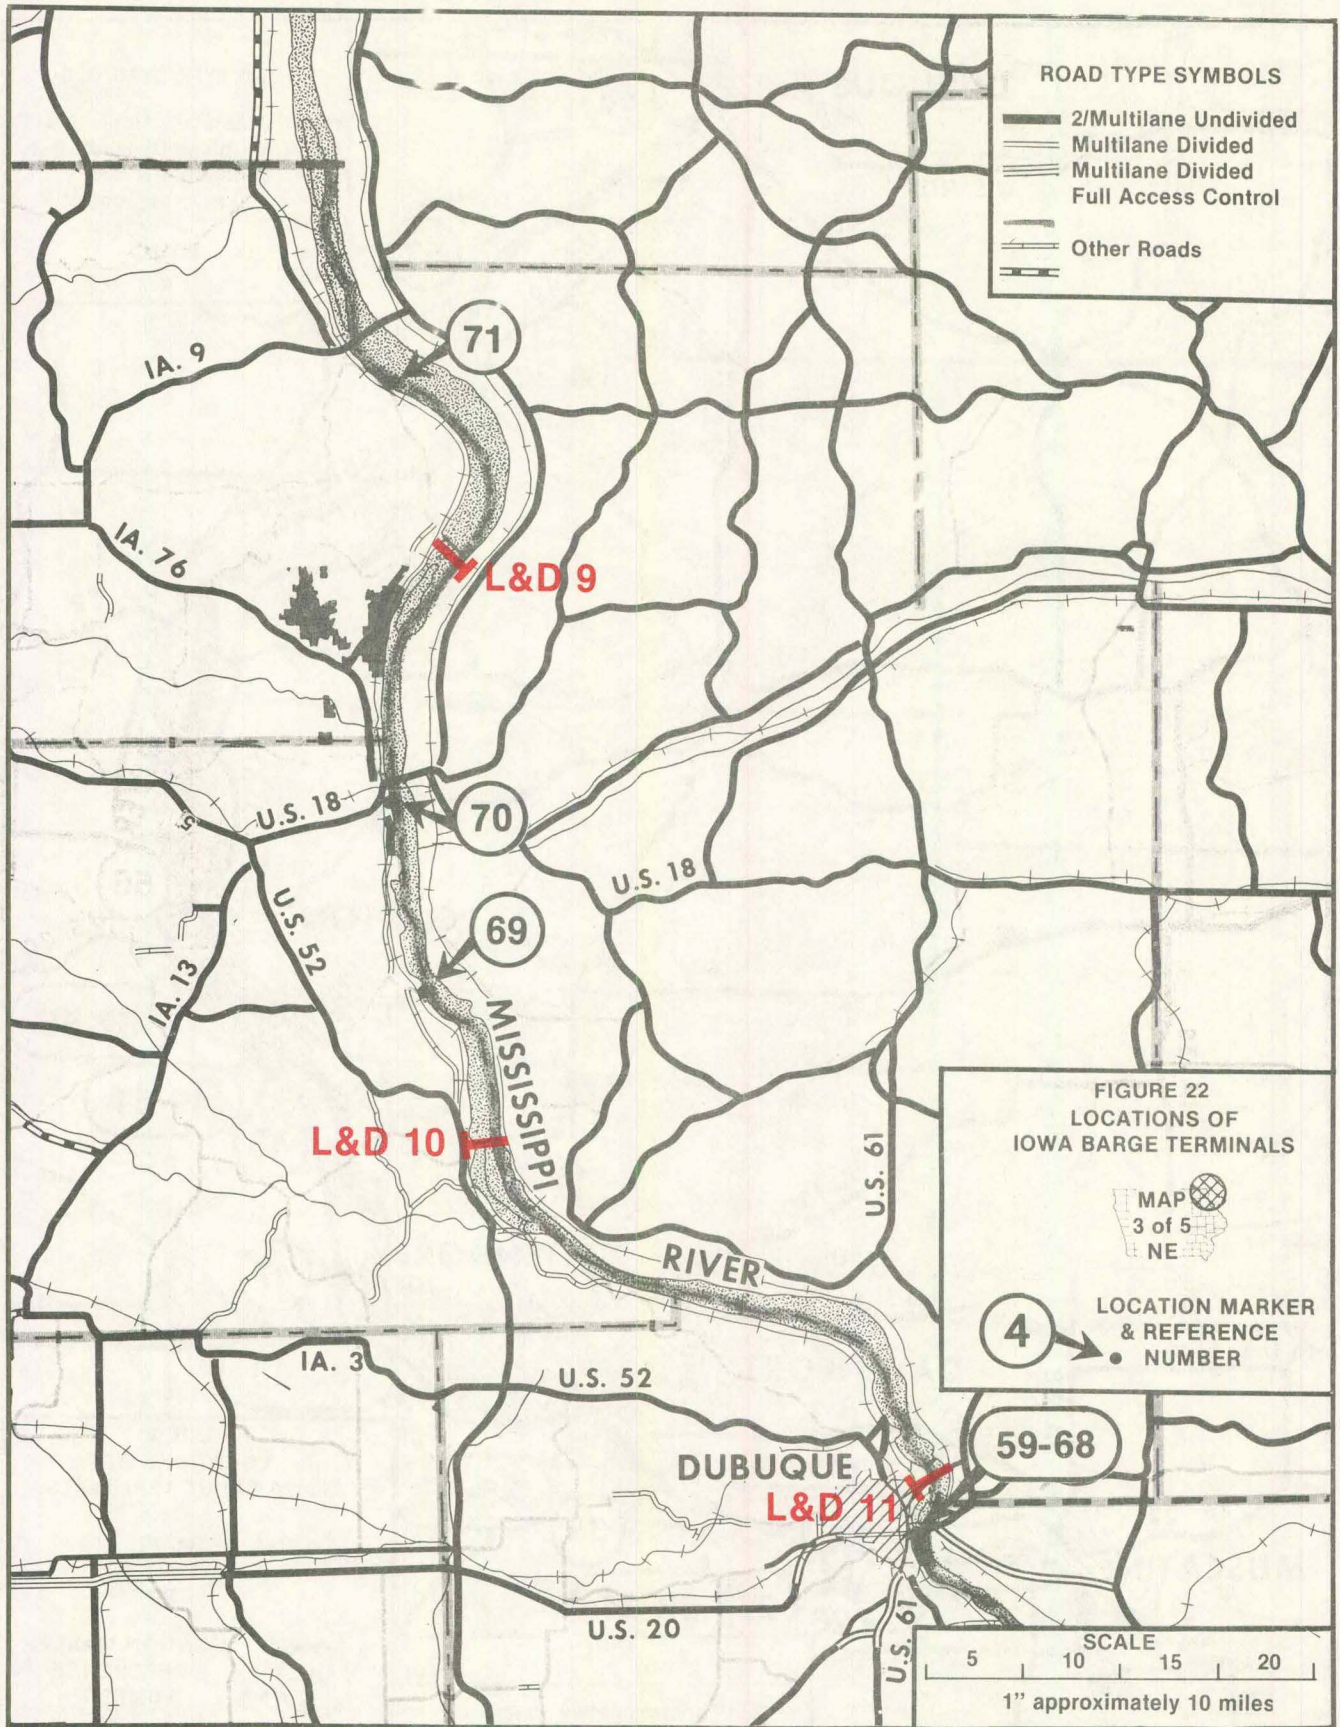 ROAD TYPE SYMBOLS
2/Multilane Undivided
Multilane Divided
Multilane Divided
Full Access Control
Other Roads
71
IA. 9
IA. 76
L&D 9
U.S. 18
70
U.S. 18
U.S. 52
69
IA. 13
MISSISSIPPI
L&D 10
U.S. 61
RIVER
FIGURE 22
LOCATIONS OF
IOWA BARGE TERMINALS
MAP
3 of 5
NE
LOCATION MARKER
& REFERENCE
NUMBER
4
IA. 3
U.S. 52
59-68
DUBUQUE
L&D 11
U.S. 20
U.S. 61
SCALE
5 10 15 20
1" approximately 10 miles